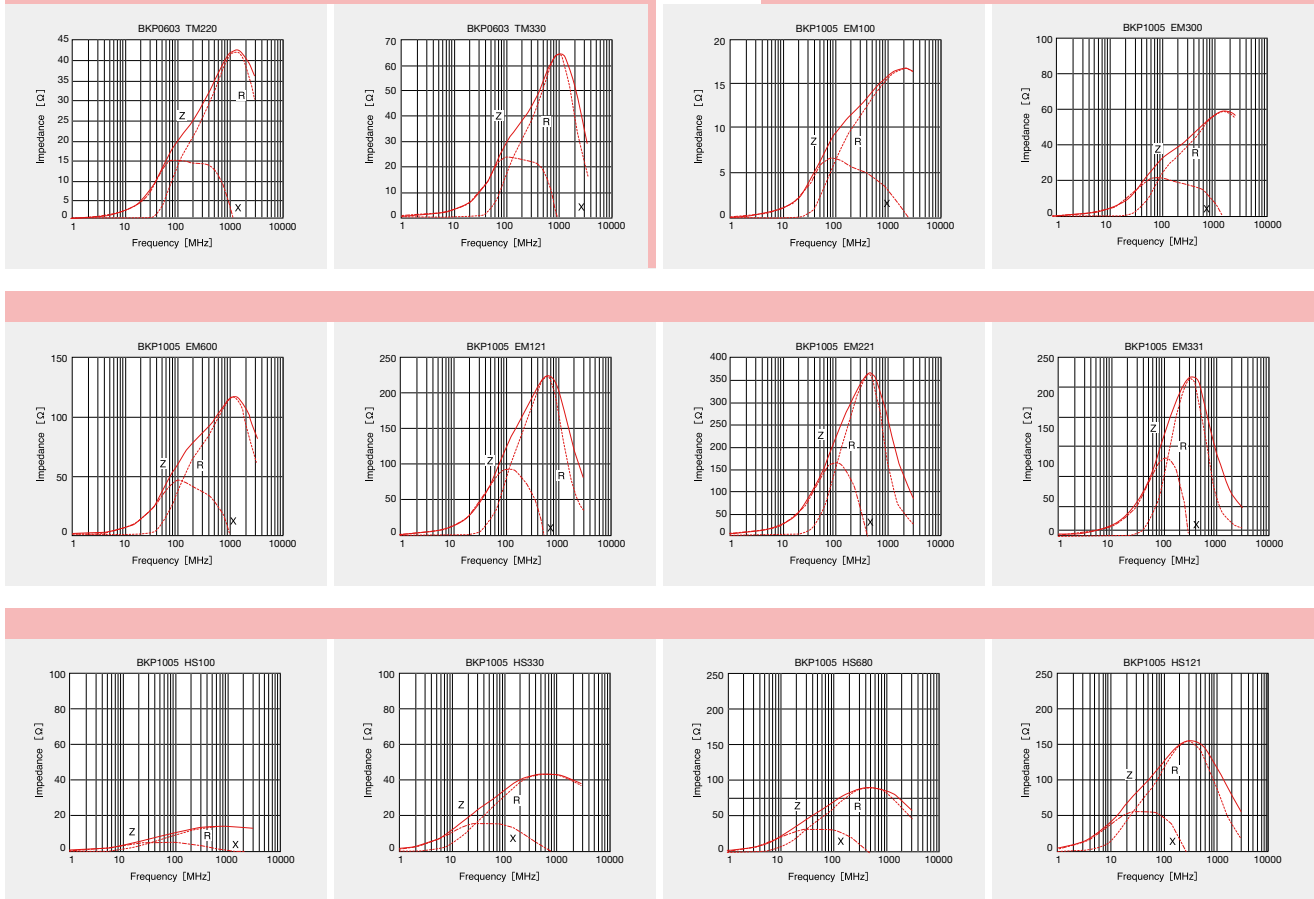 BKP0603 TM220
45
40
35
30
25
20
15
10
5
0
Impedance [Ω]
Z
R
X
1 10 100 1000 10000
Frequency [MHz]
BKP0603 TM330
70
60
50
40
30
20
10
0
Impedance [Ω]
Z
R
X
1 10 100 1000 10000
Frequency [MHz]
BKP1005 EM100
20
15
10
5
0
Impedance [Ω]
Z
R
X
1 10 100 1000 10000
Frequency [MHz]
BKP1005 EM300
100
80
60
40
20
0
Impedance [Ω]
Z
R
X
1 10 100 1000 10000
Frequency [MHz]
BKP1005 EM600
150
100
50
0
Impedance [Ω]
Z
R
X
1 10 100 1000 10000
Frequency [MHz]
BKP1005 EM121
250
200
150
100
50
0
Impedance [Ω]
Z
R
X
1 10 100 1000 10000
Frequency [MHz]
BKP1005 EM221
400
350
300
250
200
150
100
50
0
Impedance [Ω]
Z
R
X
1 10 100 1000 10000
Frequency [MHz]
BKP1005 EM331
250
200
150
100
50
0
Impedance [Ω]
Z
R
X
1 10 100 1000 10000
Frequency [MHz]
BKP1005 HS100
100
80
60
40
20
0
Impedance [Ω]
Z
R
X
1 10 100 1000 10000
Frequency [MHz]
BKP1005 HS330
100
80
60
40
20
0
Impedance [Ω]
Z
R
X
1 10 100 1000 10000
Frequency [MHz]
BKP1005 HS680
250
200
150
100
50
0
Impedance [Ω]
Z
R
X
1 10 100 1000 10000
Frequency [MHz]
BKP1005 HS121
250
200
150
100
50
0
Impedance [Ω]
Z
R
X
1 10 100 1000 10000
Frequency [MHz]